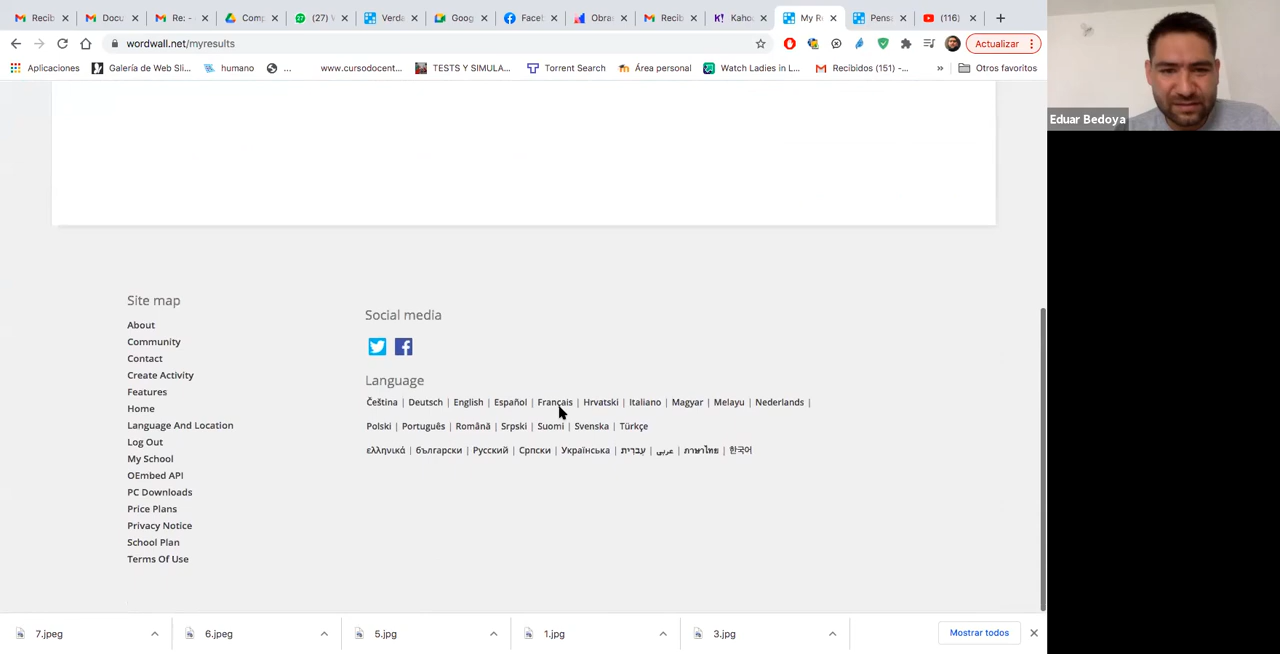 Recib
Docu
Re: -
Comp
(27) W
Verda
Goog
Face
Obra
Recib
Kaho
My R
Pens
(116)
wordwall.net/myresults
Actualizar
Aplicaciones
Galería de Web Sli...
humano
...
www.cursodocent...
TESTS Y SIMULA...
Torrent Search
Área personal
Watch Ladies in L...
Recibidos (151) -...
»
Otros favoritos
Eduar Bedoya
Site map
About
Community
Contact
Create Activity
Features
Home
Language And Location
Log Out
My School
OEmbed API
PC Downloads
Price Plans
Privacy Notice
School Plan
Terms Of Use
Social media
Language
Čeština | Deutsch | English | Español | Français | Hrvatski | Italiano | Magyar | Melayu | Nederlands |
Polski | Português | Română | Srpski | Suomi | Svenska | Türkçe
ελληνικά | български | Русский | Српски | Українська | עברית | عربى | ภาษาไทย | 한국어
7.jpeg
6.jpeg
5.jpg
1.jpg
3.jpg
Mostrar todos